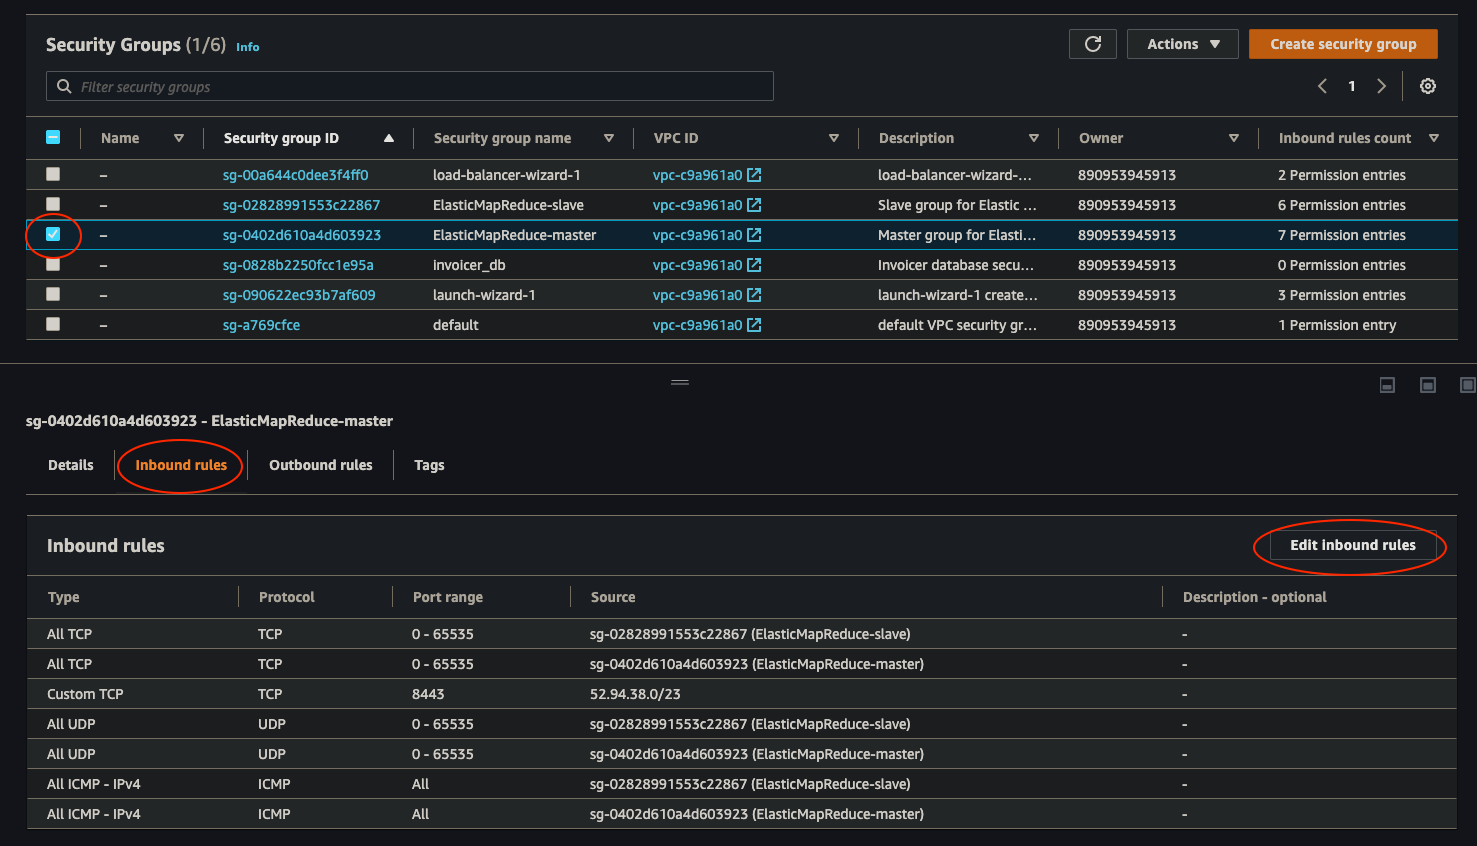 Security Groups (1/6) Info
Actions
Create security group
Filter security groups
1
Name Security group ID Security group name VPC ID Description Owner Inbound rules count
– sg-00a644c0dee3f4ff0 load-balancer-wizard-1 vpc-c9a961a0 load-balancer-wizard-... 890953945913 2 Permission entries
– sg-02828991553c22867 ElasticMapReduce-slave vpc-c9a961a0 Slave group for Elastic ... 890953945913 6 Permission entries
– sg-0402d610a4d603923 ElasticMapReduce-master vpc-c9a961a0 Master group for Elasti... 890953945913 7 Permission entries
– sg-0828b2250fcc1e95a invoicer_db vpc-c9a961a0 Invoicer database secu... 890953945913 0 Permission entries
– sg-090622ec93b7af609 launch-wizard-1 vpc-c9a961a0 launch-wizard-1 create... 890953945913 3 Permission entries
– sg-a769cfce default vpc-c9a961a0 default VPC security gr... 890953945913 1 Permission entry
sg-0402d610a4d603923 - ElasticMapReduce-master
Details Inbound rules Outbound rules Tags
Inbound rules
Edit inbound rules
Type Protocol Port range Source Description - optional
All TCP TCP 0 - 65535 sg-02828991553c22867 (ElasticMapReduce-slave) -
All TCP TCP 0 - 65535 sg-0402d610a4d603923 (ElasticMapReduce-master) -
Custom TCP TCP 8443 52.94.38.0/23 -
All UDP UDP 0 - 65535 sg-02828991553c22867 (ElasticMapReduce-slave) -
All UDP UDP 0 - 65535 sg-0402d610a4d603923 (ElasticMapReduce-master) -
All ICMP - IPv4 ICMP All sg-02828991553c22867 (ElasticMapReduce-slave) -
All ICMP - IPv4 ICMP All sg-0402d610a4d603923 (ElasticMapReduce-master) -